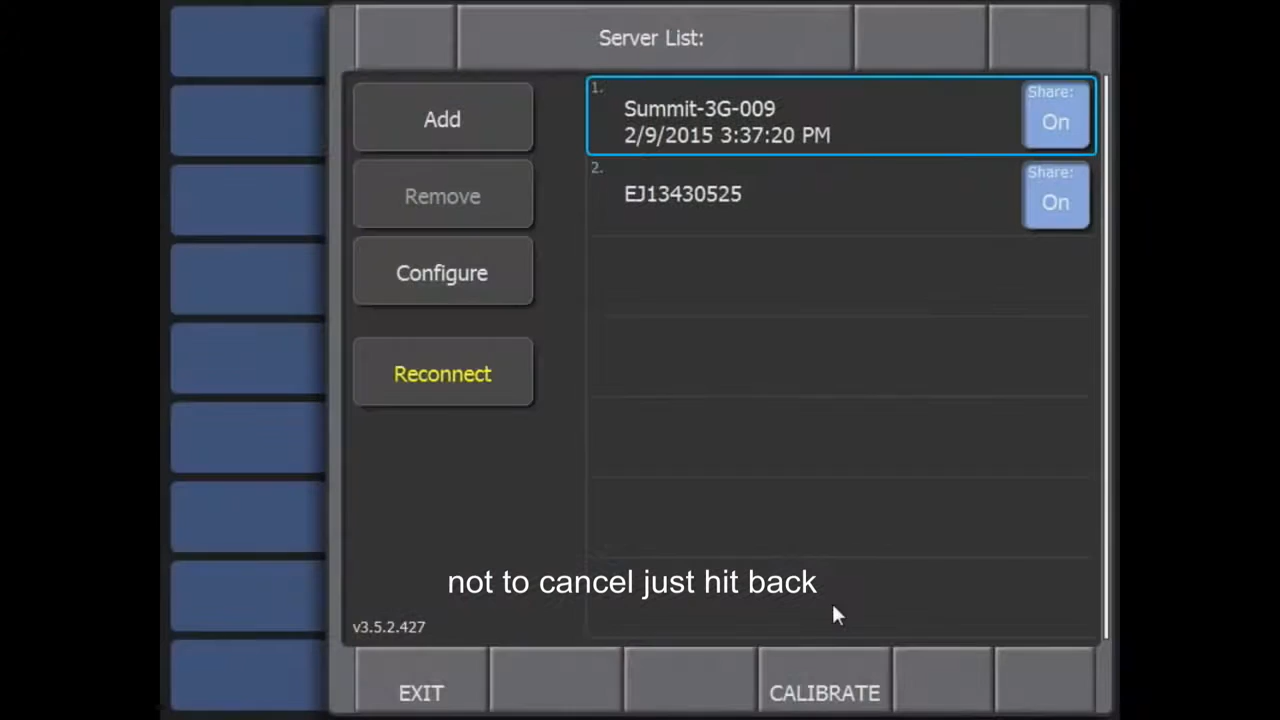 Server List:
Add
Remove
Configure
Reconnect
1.
Summit-3G-009
2/9/2015 3:37:20 PM
Share:
On
2.
EJ13430525
Share:
On
not to cancel just hit back
v3.5.2.427
EXIT
CALIBRATE